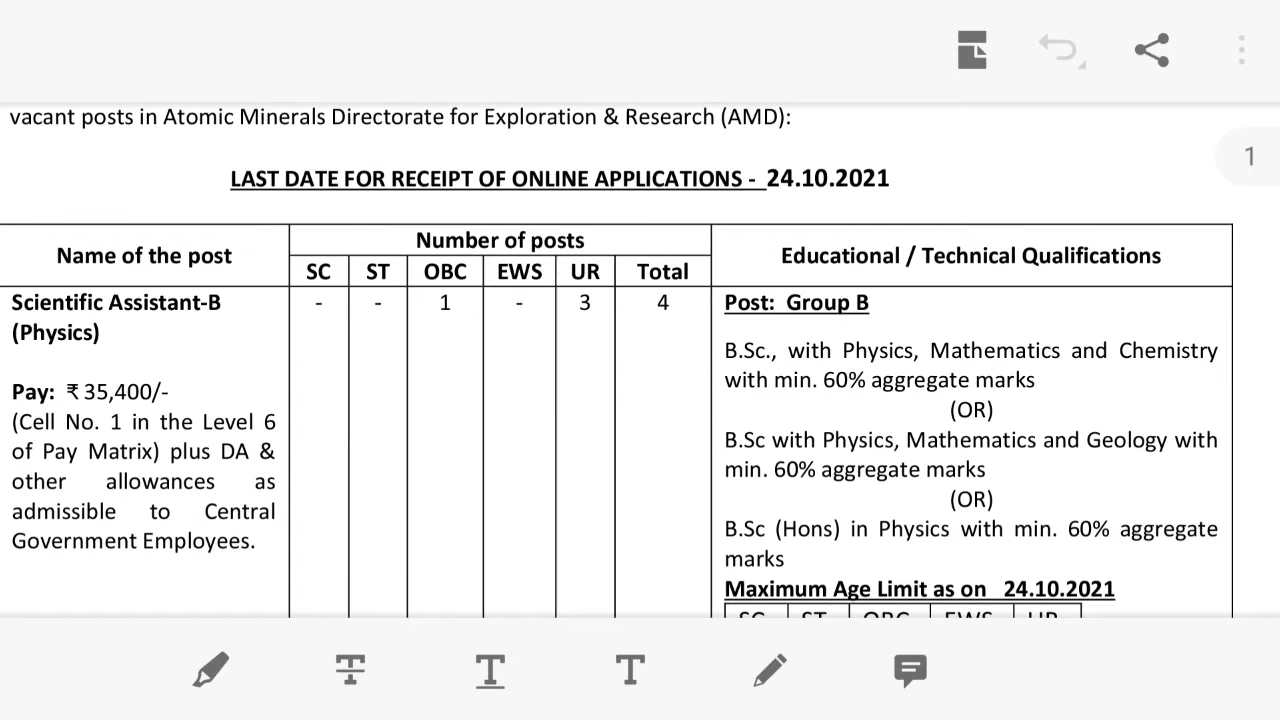 vacant posts in Atomic Minerals Directorate for Exploration & Research (AMD):
1
LAST DATE FOR RECEIPT OF ONLINE APPLICATIONS - 24.10.2021
Name of the post
Number of posts
Educational / Technical Qualifications
SC ST OBC EWS UR Total
Scientific Assistant-B
(Physics)
- - 1 - 3 4
Pay: ₹ 35,400/-
(Cell No. 1 in the Level 6
of Pay Matrix) plus DA &
other allowances as
admissible to Central
Government Employees.
Post: Group B
B.Sc., with Physics, Mathematics and Chemistry
with min. 60% aggregate marks
(OR)
B.Sc with Physics, Mathematics and Geology with
min. 60% aggregate marks
(OR)
B.Sc (Hons) in Physics with min. 60% aggregate
marks
Maximum Age Limit as on 24.10.2021
SC ST OBC EWS UR